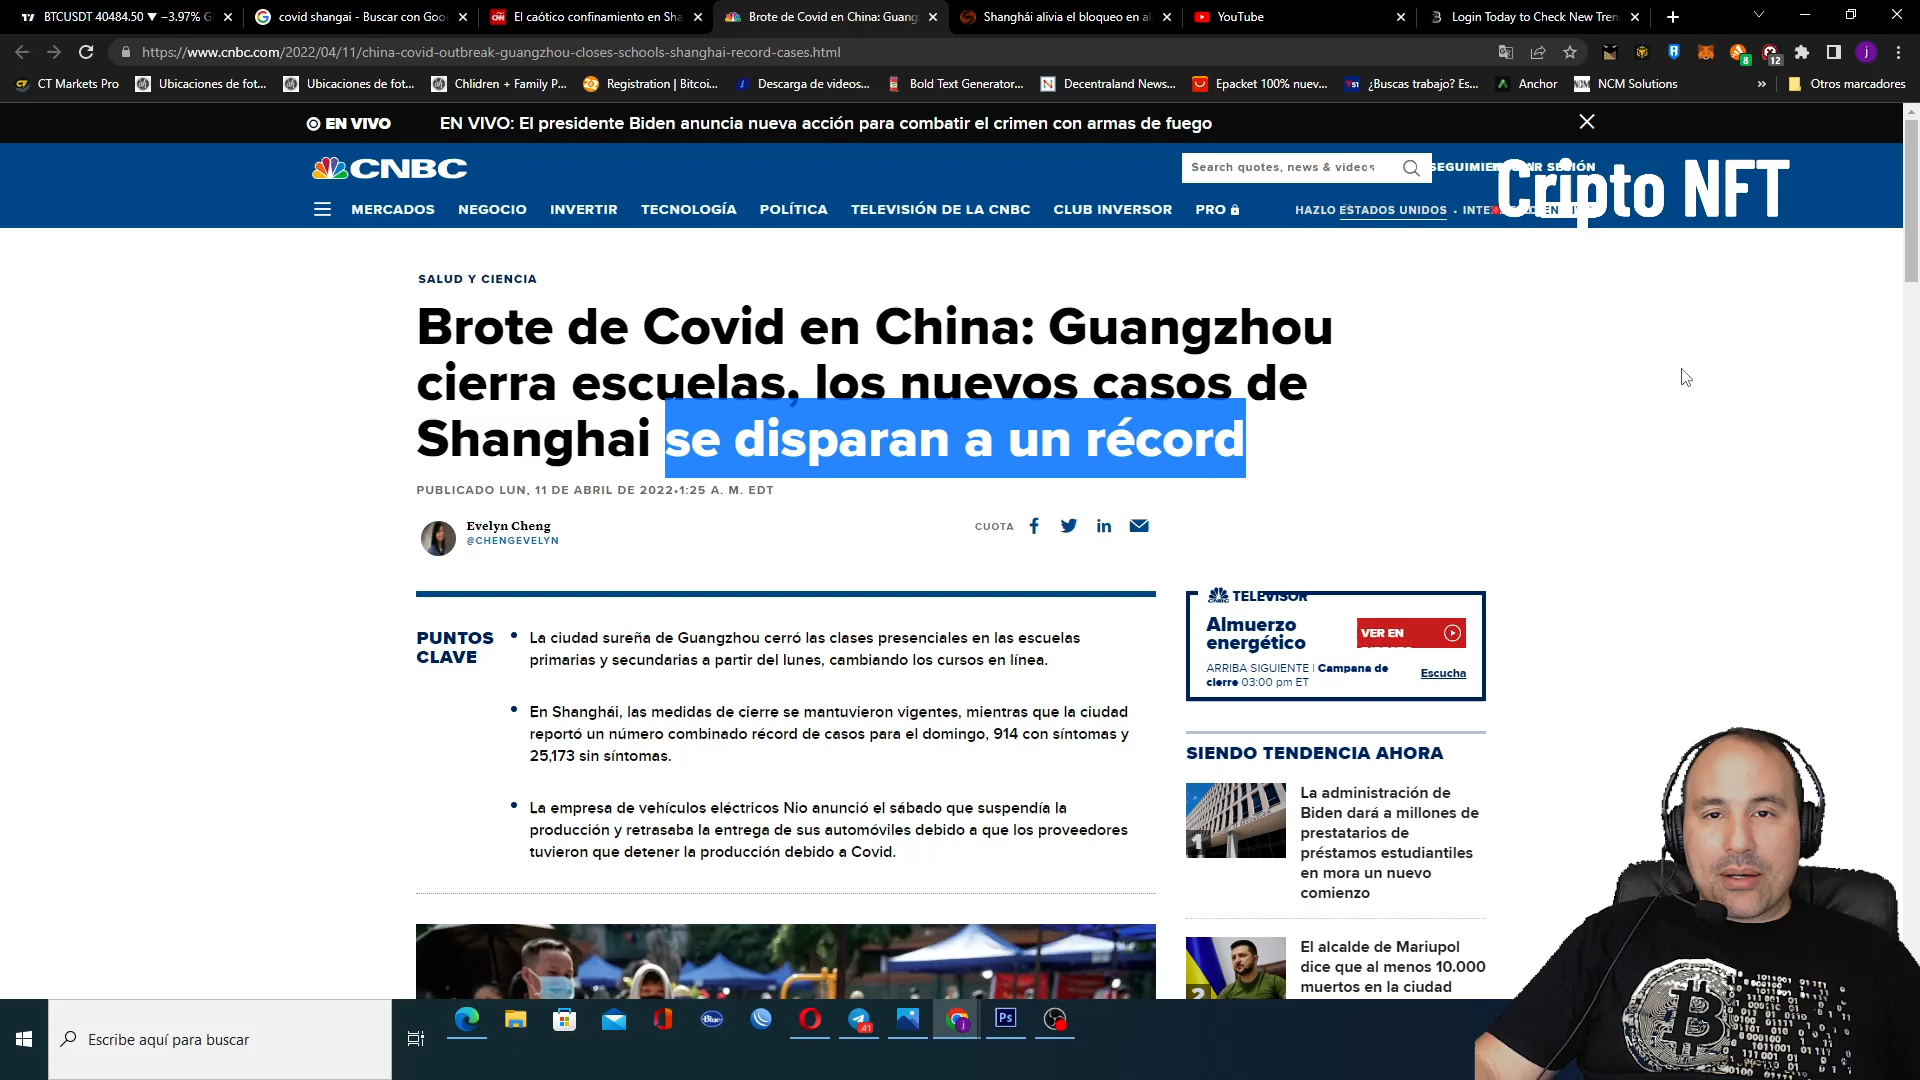 BTCUSDT 40484.50 ▼ −3.97%
covid shangai - Buscar con Goo
El caótico confinamiento en Sha
Brote de Covid en China: Guang
Shanghái alivia el bloqueo en al
YouTube
Login Today to Check New Tren
https://www.cnbc.com/2022/04/11/china-covid-outbreak-guangzhou-closes-schools-shanghai-record-cases.html
8
12
j
CT Markets Pro
Ubicaciones de fot...
Ubicaciones de fot...
Chlidren + Family P...
Registration | Bitcoi...
Descarga de videos...
Bold Text Generator...
Decentraland News...
Epacket 100% nuev...
¿Buscas trabajo? Es...
Anchor
NCM Solutions
»
Otros marcadores
EN VIVO
EN VIVO: El presidente Biden anuncia nueva acción para combatir el crimen con armas de fuego
CNBC
Search quotes, news & videos
Cripto NFT
MERCADOS NEGOCIO INVERTIR TECNOLOGÍA POLÍTICA TELEVISIÓN DE LA CNBC CLUB INVERSOR PRO
HAZLO ESTADOS UNIDOS
SALUD Y CIENCIA
Brote de Covid en China: Guangzhou
cierra escuelas, los nuevos casos de
Shanghai se disparan a un récord
PUBLICADO LUN, 11 DE ABRIL DE 2022•1:25 A. M. EDT
Evelyn Cheng
@CHENGEVELYN
CUOTA
PUNTOS
CLAVE
La ciudad sureña de Guangzhou cerró las clases presenciales en las escuelas
primarias y secundarias a partir del lunes, cambiando los cursos en línea.
En Shanghái, las medidas de cierre se mantuvieron vigentes, mientras que la ciudad
reportó un número combinado récord de casos para el domingo, 914 con síntomas y
25,173 sin síntomas.
La empresa de vehículos eléctricos Nio anunció el sábado que suspendía la
producción y retrasaba la entrega de sus automóviles debido a que los proveedores
tuvieron que detener la producción debido a Covid.
TELEVISOR
Almuerzo
energético
VER EN
ARRIBA SIGUIENTE | Campana de
cierre 03:00 pm ET
Escucha
SIENDO TENDENCIA AHORA
1
La administración de
Biden dará a millones de
prestatarios de
préstamos estudiantiles
en mora un nuevo
comienzo
2
El alcalde de Mariupol
dice que al menos 10.000
muertos en la ciudad
Escribe aquí para buscar
Blue
41
Ps